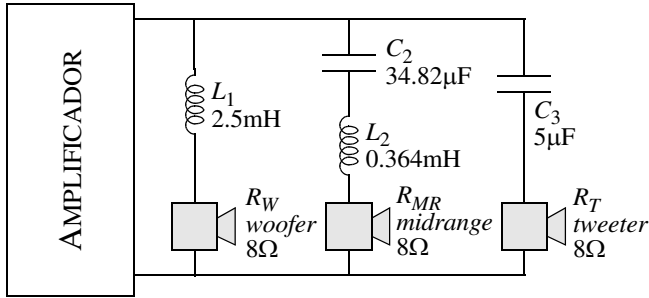 AMPLIFICADOR
L1
2.5mH
RW
woofer
8Ω
C2
34.82μF
L2
0.364mH
RMR
midrange
8Ω
C3
5μF
RT
tweeter
8Ω